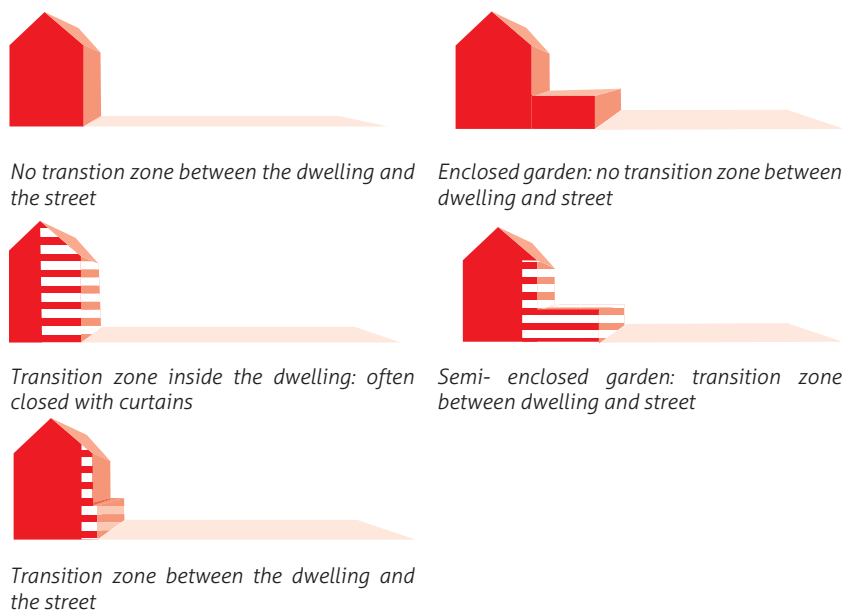 No transtion zone between the dwelling and
the street
Enclosed garden: no transition zone between
dwelling and street
Transition zone inside the dwelling: often
closed with curtains
Semi- enclosed garden: transition zone
between dwelling and street
Transition zone between the dwelling and
the street